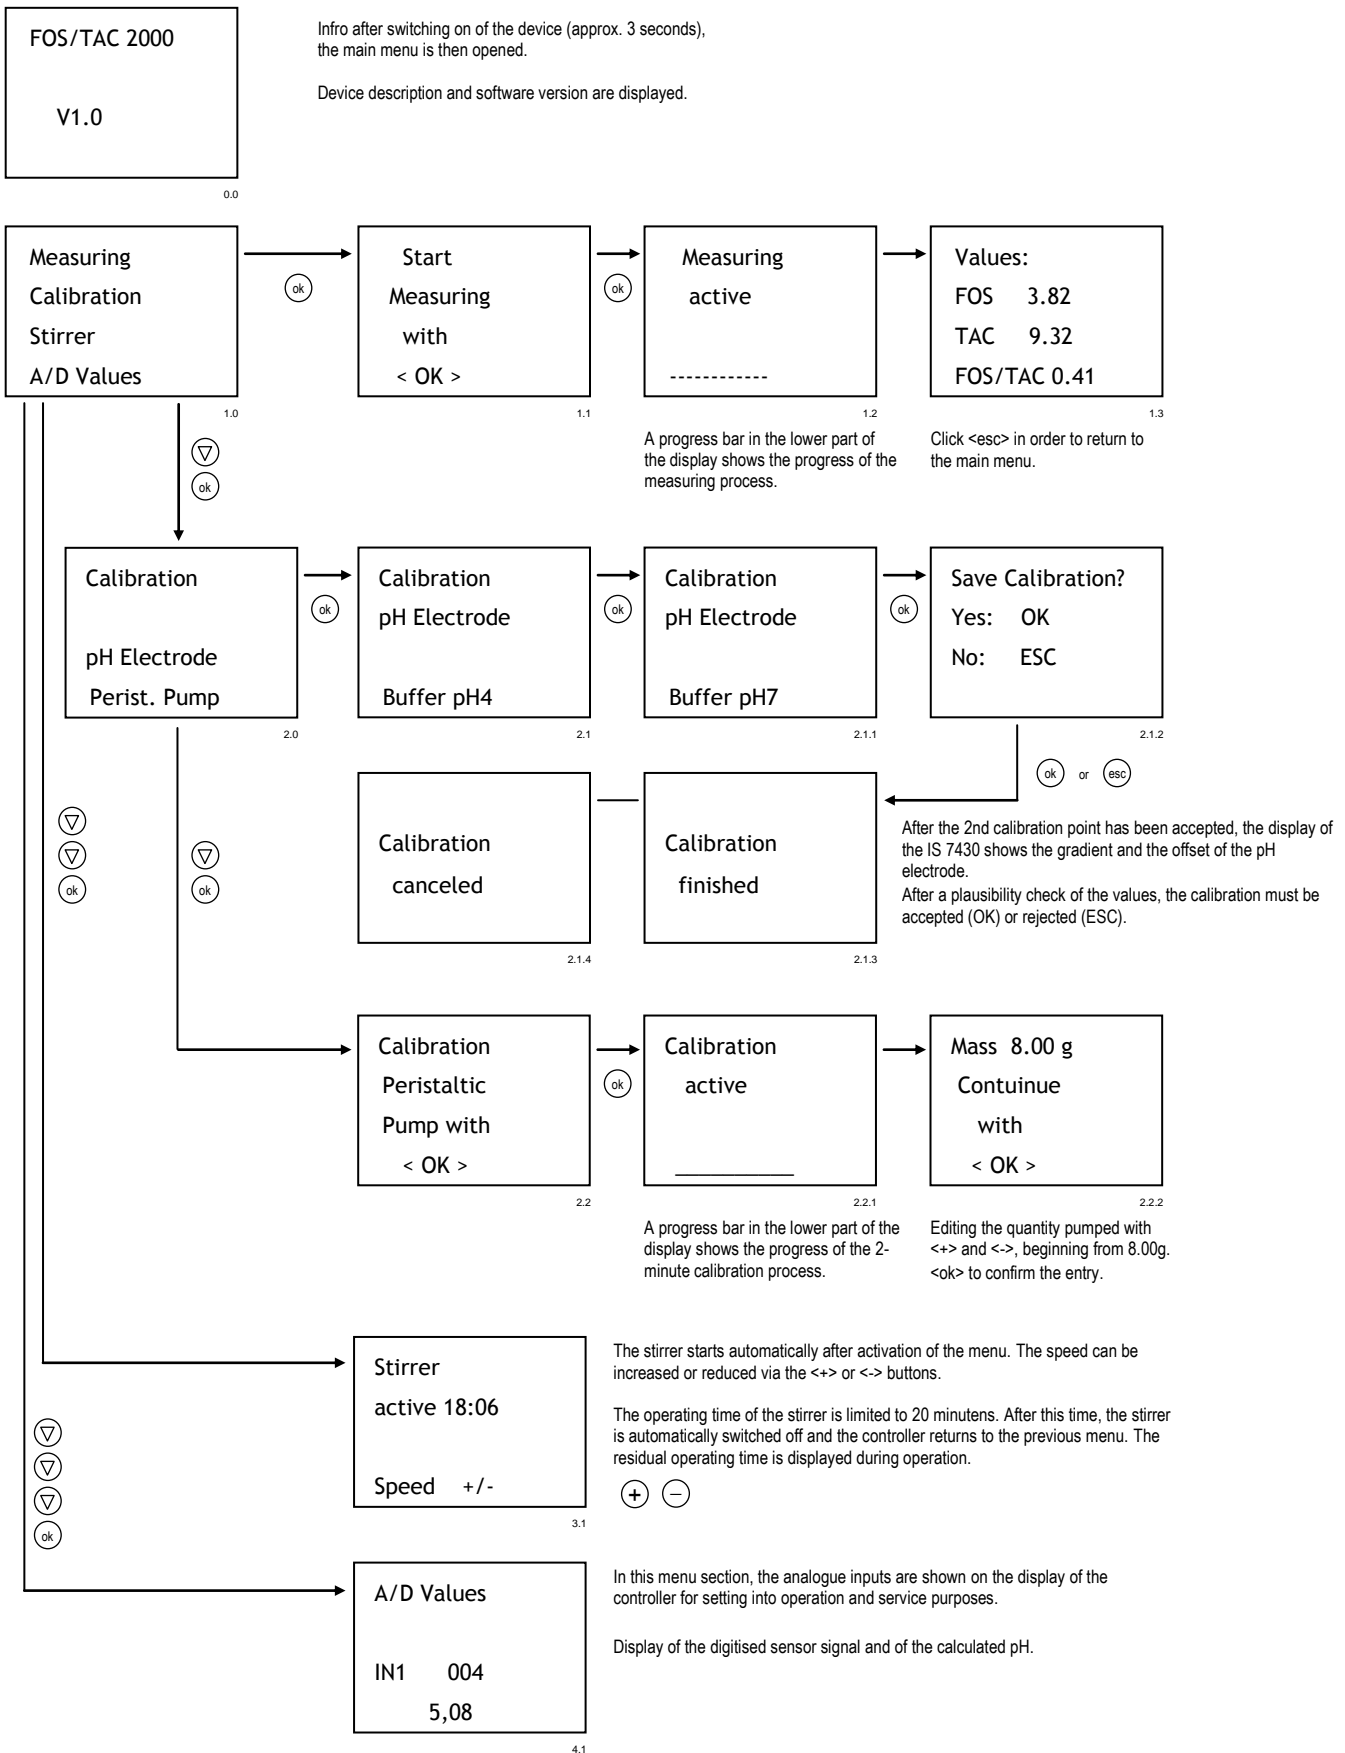 FOS/TAC 2000
V1.0
0.0
Infro after switching on of the device (approx. 3 seconds),
the main menu is then opened.
Device description and software version are displayed.
Measuring
Calibration
Stirrer
A/D Values
1.0
ok
Start
Measuring
with
< OK >
1.1
ok
Measuring
active
------------
1.2
A progress bar in the lower part of
the display shows the progress of the
measuring process.
Values:
FOS 3.82
TAC 9.32
FOS/TAC 0.41
1.3
Click <esc> in order to return to
the main menu.
ok
Calibration
pH Electrode
Perist. Pump
2.0
ok
Calibration
pH Electrode
Buffer pH4
2.1
ok
Calibration
pH Electrode
Buffer pH7
2.1.1
ok
Save Calibration?
Yes: OK
No: ESC
2.1.2
ok or esc
Calibration
canceled
2.1.4
Calibration
finished
2.1.3
After the 2nd calibration point has been accepted, the display of
the IS 7430 shows the gradient and the offset of the pH
electrode.
After a plausibility check of the values, the calibration must be
accepted (OK) or rejected (ESC).
ok
ok
Calibration
Peristaltic
Pump with
< OK >
2.2
ok
Calibration
active
___________
2.2.1
A progress bar in the lower part of the
display shows the progress of the 2-
minute calibration process.
Mass 8.00 g
Contuinue
with
< OK >
2.2.2
Editing the quantity pumped with
<+> and <->, beginning from 8.00g.
<ok> to confirm the entry.
Stirrer
active 18:06
Speed +/-
3.1
The stirrer starts automatically after activation of the menu. The speed can be
increased or reduced via the <+> or <-> buttons.
The operating time of the stirrer is limited to 20 minutens. After this time, the stirrer
is automatically switched off and the controller returns to the previous menu. The
residual operating time is displayed during operation.
+ −
ok
A/D Values
IN1 004
5,08
4.1
In this menu section, the analogue inputs are shown on the display of the
controller for setting into operation and service purposes.
Display of the digitised sensor signal and of the calculated pH.